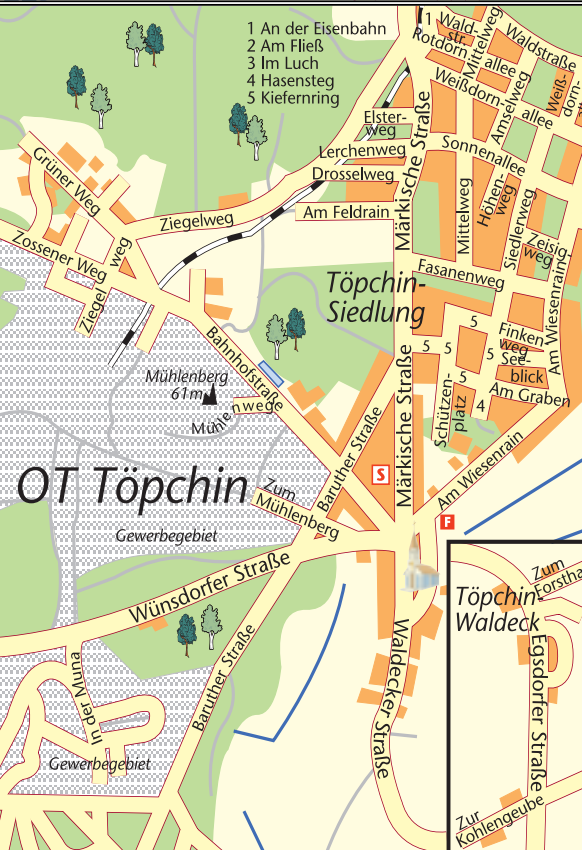 1 An der Eisenbahn
2 Am Fließ
3 Im Luch
4 Hasensteg
5 Kiefernring
1 Wald-
str.
Rotdorn-
allee
Mittelweg
Waldstraße
Weißdorn-
allee
Weiß-
dorn-
Amselweg
Elster-
weg
Lerchenweg
Drosselweg
Sonnenallee
Am Feldrain
Märkische Straße
Mittelweg
Höhen-
weg
Siedlerweg
Zeisig-
weg
Am Wiesenrain
Fasanenweg
Grüner Weg
Zossener Weg
Ziegelweg
Ziegel
weg
Töpchin-
Siedlung
5
5
5
5
5
Finken-
weg
See-
blick
Am Graben
4
Schützen-
platz
Bahnhofstraße
Mühlenberg
61m
Mühle
nweg
Märkische Straße
Baruther Straße
S
Am Wiesenrain
F
OT Töpchin
Zum
Mühlenberg
Gewerbegebiet
Wünsdorfer Straße
Baruther Straße
In der Muna
Gewerbegebiet
Waldecker Straße
Zum
Forstha
Töpchin-
Waldeck
Egsdorfer Straße
Zur
Kohlengeube